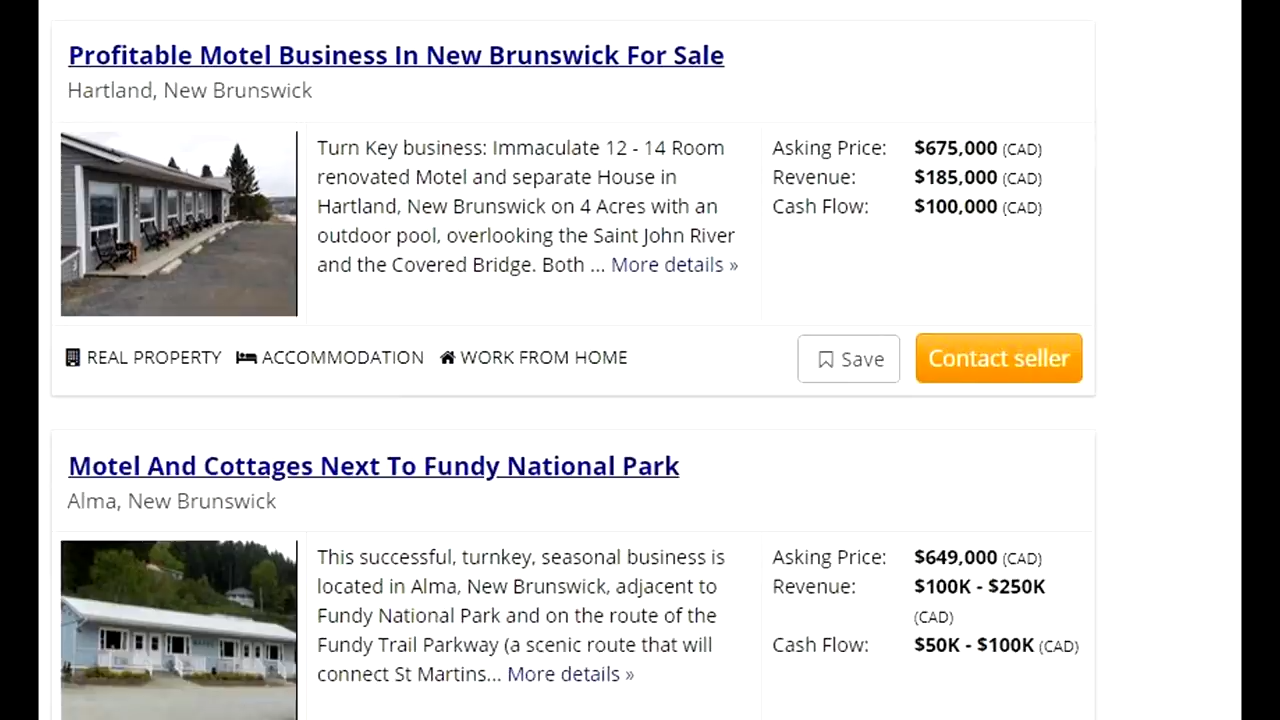 Profitable Motel Business In New Brunswick For Sale
Hartland, New Brunswick
Turn Key business: Immaculate 12 - 14 Room
renovated Motel and separate House in
Hartland, New Brunswick on 4 Acres with an
outdoor pool, overlooking the Saint John River
and the Covered Bridge. Both ... More details »
Asking Price: $675,000 (CAD)
Revenue: $185,000 (CAD)
Cash Flow: $100,000 (CAD)
REAL PROPERTY ACCOMMODATION WORK FROM HOME
Save Contact seller
Motel And Cottages Next To Fundy National Park
Alma, New Brunswick
This successful, turnkey, seasonal business is
located in Alma, New Brunswick, adjacent to
Fundy National Park and on the route of the
Fundy Trail Parkway (a scenic route that will
connect St Martins... More details »
Asking Price: $649,000 (CAD)
Revenue: $100K - $250K
(CAD)
Cash Flow: $50K - $100K (CAD)